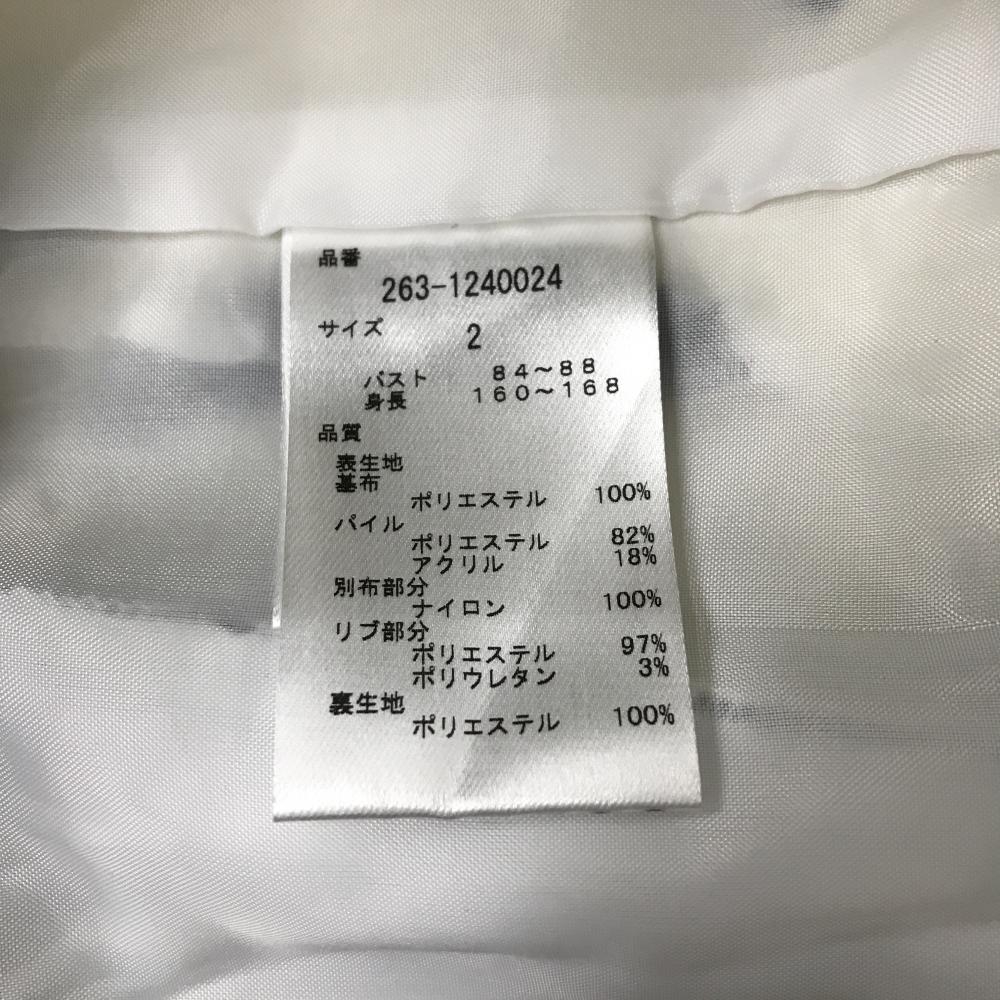 品番
263-1240024
サイズ 2
バスト 84～88
身長 160～168
品質
表生地
基布
ポリエステル 100%
パイル
ポリエステル 82%
アクリル 18%
別布部分
ナイロン 100%
リブ部分
ポリエステル 97%
ポリウレタン 3%
裏生地
ポリエステル 100%